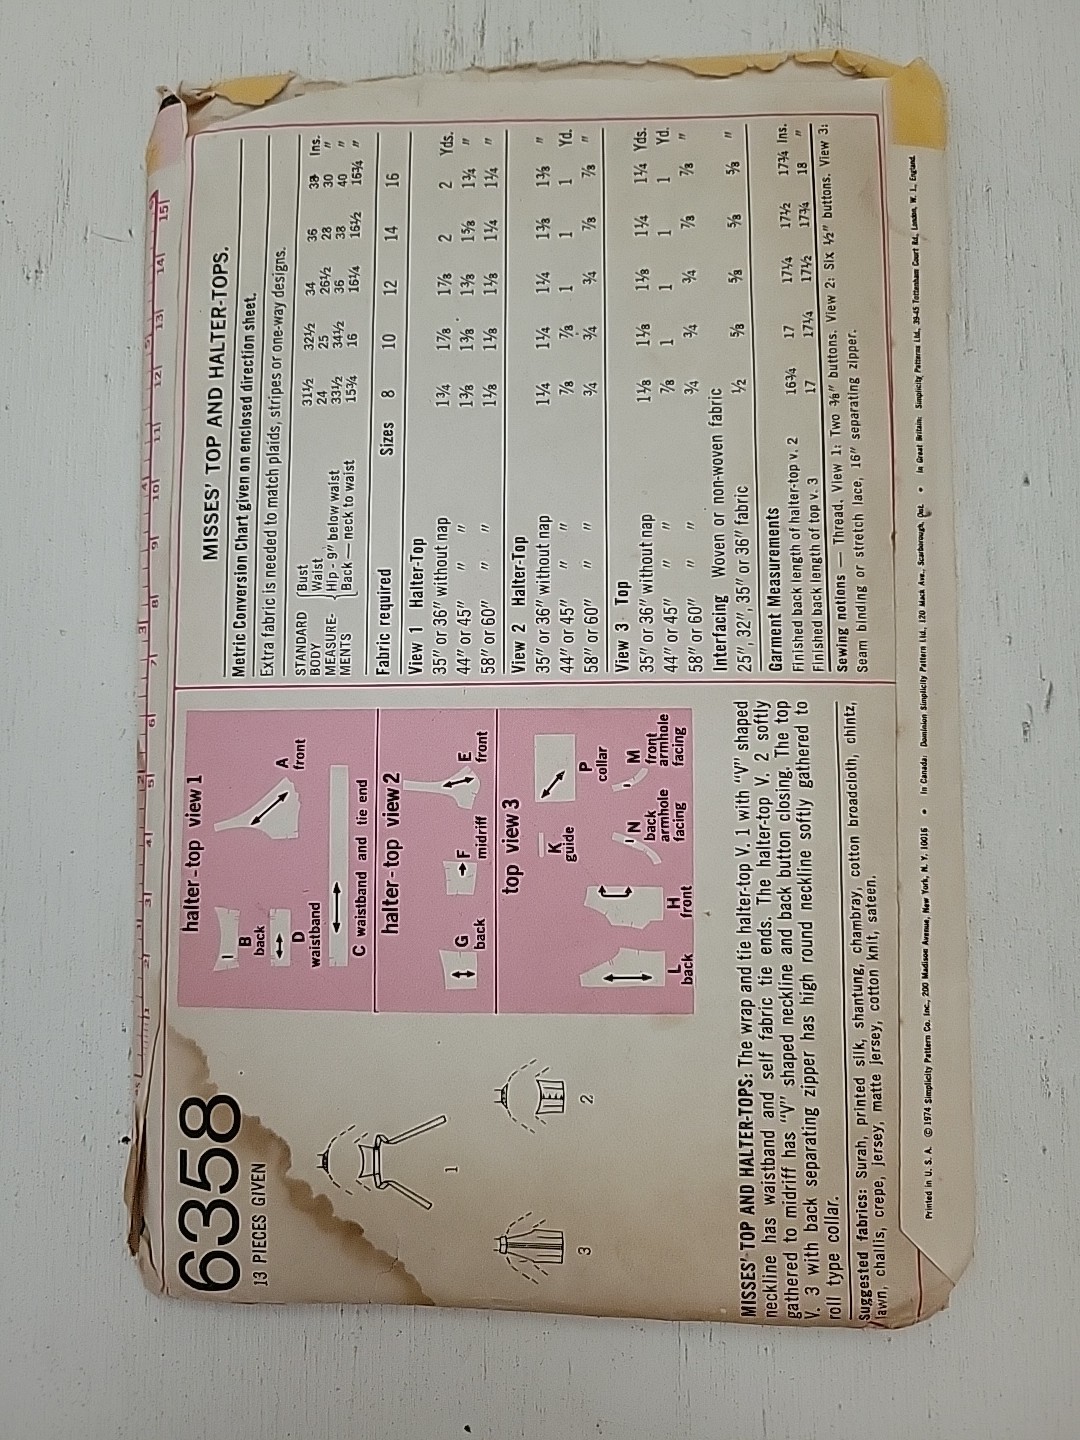 6358
13 PIECES GIVEN
1
2
3
halter-top view 1
A
front
B
back
D
waistband
C waistband and tie end
halter-top view 2
G
back
F
midriff
E
front
top view 3
K
guide
P
collar
L
back
H
front
N
back
armhole
facing
M
front
armhole
facing
MISSES' TOP AND HALTER-TOPS: The wrap and tie halter-top V. 1 with "V" shaped
neckline has waistband and self fabric tie ends. The halter-top V. 2 softly
gathered to midriff has "V" shaped neckline and back button closing. The top
V. 3 with back separating zipper has high round neckline softly gathered to
roll type collar.
Suggested fabrics: Surah, printed silk, shantung, chambray, cotton broadcloth, chintz,
lawn, challis, crepe, jersey, matte jersey, cotton knit, sateen.
MISSES' TOP AND HALTER-TOPS.
Metric Conversion Chart given on enclosed direction sheet.
Extra fabric is needed to match plaids, stripes or one-way designs.
STANDARD BODY MEASUREMENTS
Bust 31½ 32½ 34 36 38 Ins.
Waist 24 25 26½ 28 30 "
Hip - 9" below waist 33½ 34½ 36 38 40 "
Back — neck to waist 15¾ 16 16¼ 16½ 16¾ "
Fabric required Sizes 8 10 12 14 16
View 1 Halter-Top
35" or 36" without nap 1¾ 1⅞ 1⅞ 2 2 Yds.
44" or 45" " " 1⅜ 1⅜ 1⅜ 1⅝ 1¾ "
58" or 60" " " 1⅛ 1⅛ 1⅛ 1¼ 1¼ "
View 2 Halter-Top
35" or 36" without nap 1¼ 1¼ 1¼ 1⅜ 1⅜ "
44" or 45" " " ⅞ ⅞ 1 1 1 Yd.
58" or 60" " " ¾ ¾ ¾ ⅞ ⅞ "
View 3 Top
35" or 36" without nap 1⅛ 1⅛ 1⅛ 1¼ 1¼ Yds.
44" or 45" " " ⅞ 1 1 1 1 Yd.
58" or 60" " " ¾ ¾ ¾ ⅞ ⅞ "
Interfacing Woven or non-woven fabric
25", 32", 35" or 36" fabric ½ ⅝ ⅝ ⅝ ⅝ "
Garment Measurements
Finished back length of halter-top v. 2 16¾ 17 17¼ 17½ 17¾ Ins.
Finished back length of top v. 3 17 17¼ 17½ 17¾ 18 "
Sewing notions — Thread. View 1: Two ⅜" buttons. View 2: Six ½" buttons. View 3:
Seam binding or stretch lace, 16" separating zipper.
Printed in U. S. A. © 1974 Simplicity Pattern Co. Inc., 200 Madison Avenue, New York, N. Y. 10016 • In Canada: Dominion Simplicity Pattern Ltd., 120 Mack Ave., Scarborough, Ont. • In Great Britain: Simplicity Patterns Ltd., 39-45 Tottenham Court Rd., London, W. 1., England.